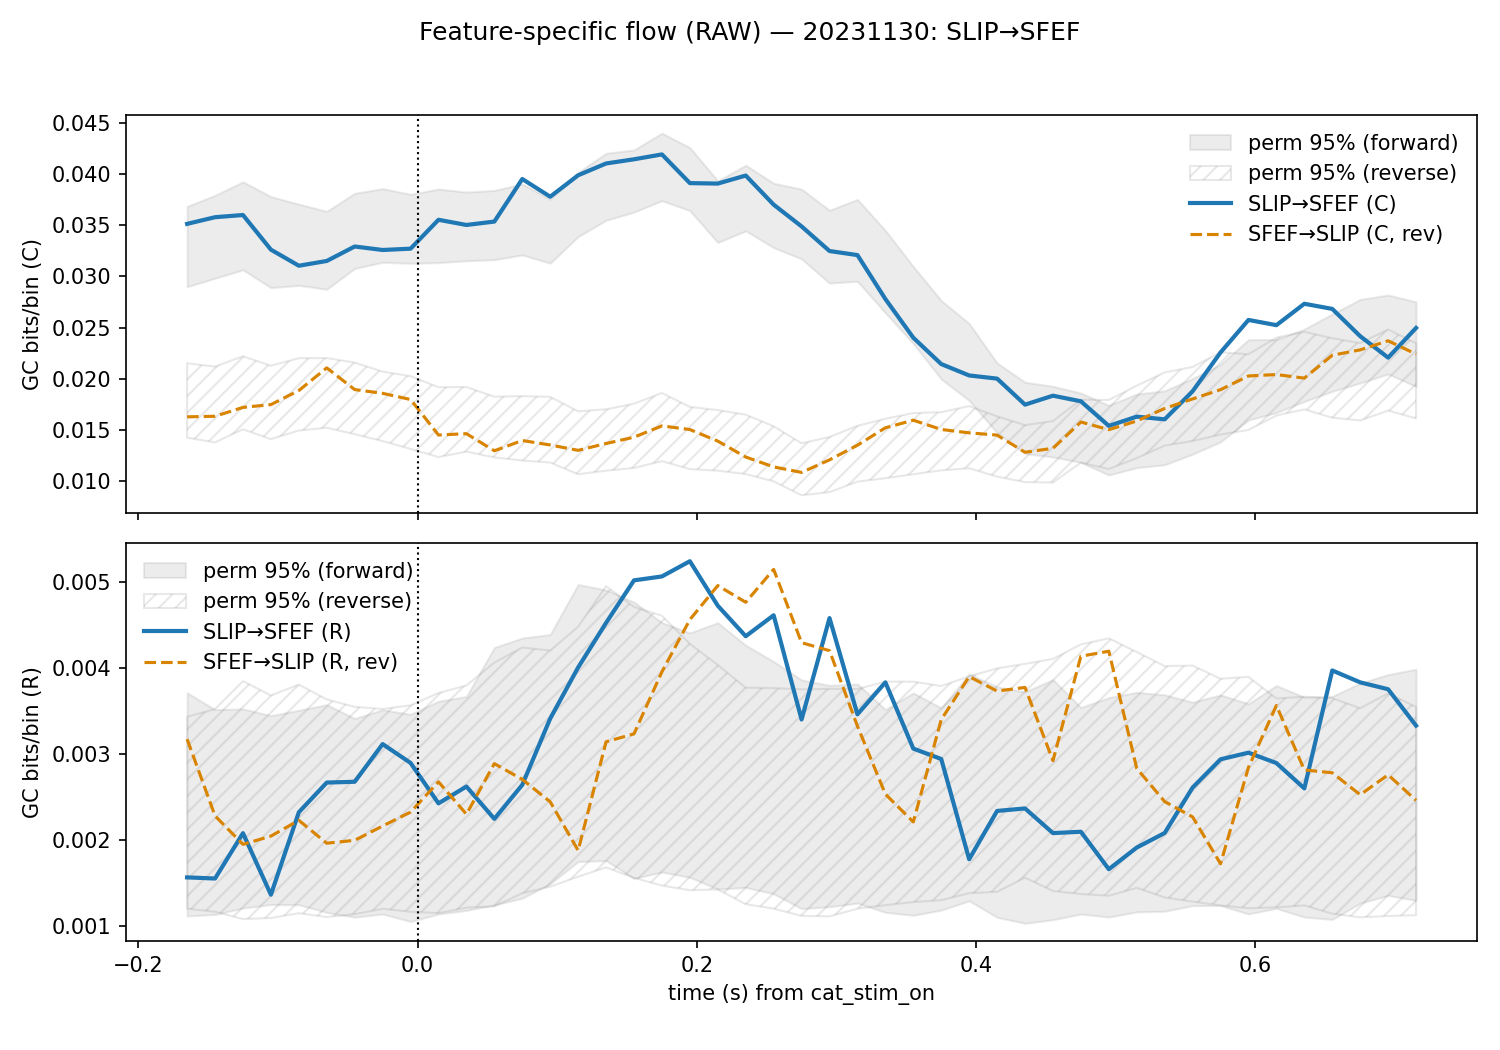 Feature-specific flow (RAW) — 20231130: SLIP→SFEF
GC bits/bin (C)
0.045
0.040
0.035
0.030
0.025
0.020
0.015
0.010
perm 95% (forward)
perm 95% (reverse)
SLIP→SFEF (C)
SFEF→SLIP (C, rev)
GC bits/bin (R)
0.005
0.004
0.003
0.002
0.001
perm 95% (forward)
perm 95% (reverse)
SLIP→SFEF (R)
SFEF→SLIP (R, rev)
−0.2 0.0 0.2 0.4 0.6
time (s) from cat_stim_on